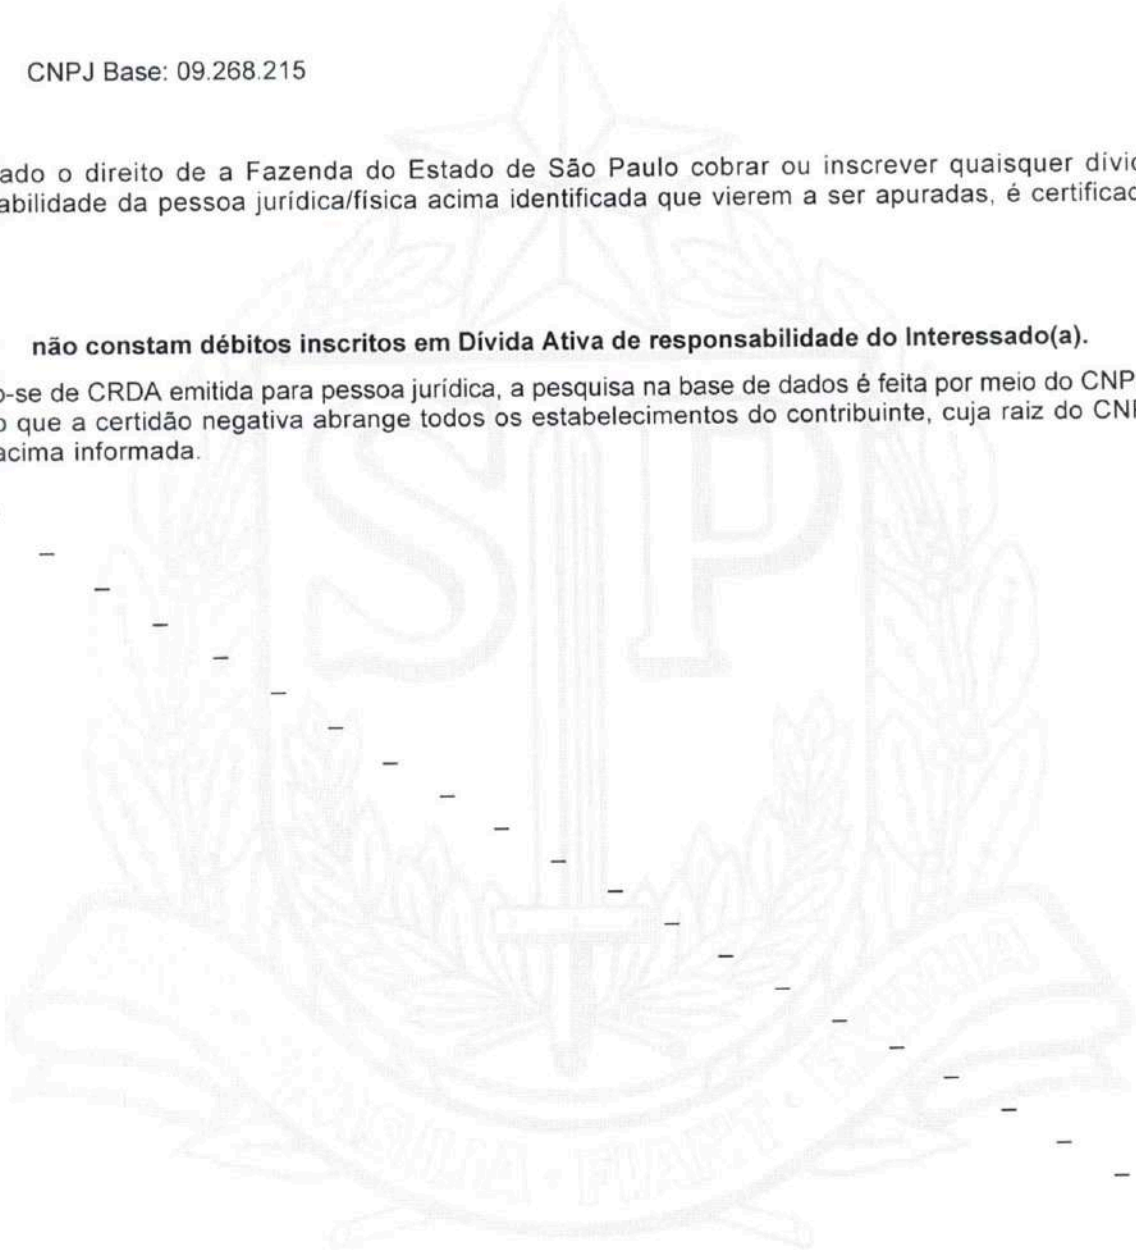 CNPJ Base: 09.268.215
ado o direito de a Fazenda do Estado de São Paulo cobrar ou inscrever quaisquer dívid
abilidade da pessoa jurídica/física acima identificada que vierem a ser apuradas, é certificad
não constam débitos inscritos em Dívida Ativa de responsabilidade do Interessado(a).
o-se de CRDA emitida para pessoa jurídica, a pesquisa na base de dados é feita por meio do CNP
o que a certidão negativa abrange todos os estabelecimentos do contribuinte, cuja raiz do CNP
acima informada.
SP